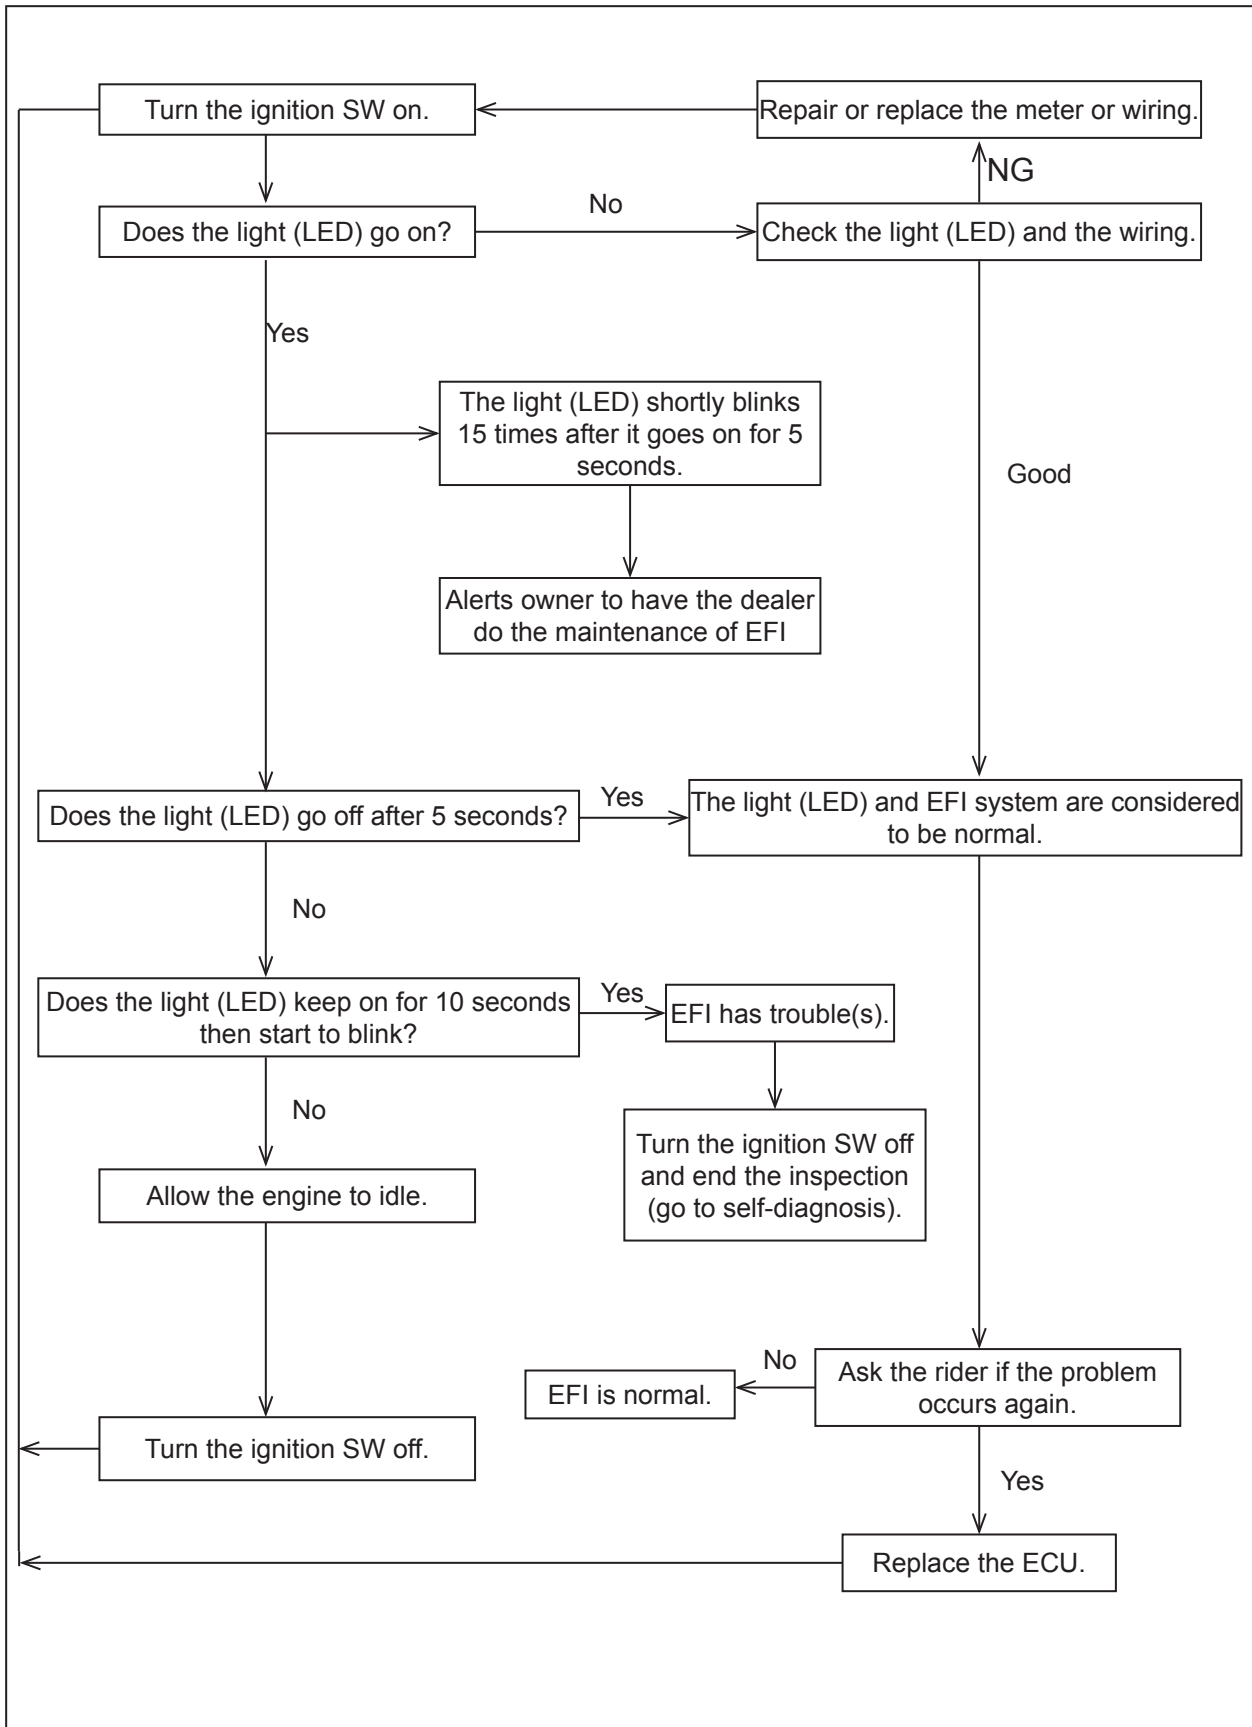 Turn the ignition SW on.
Repair or replace the meter or wiring.
NG
No
Does the light (LED) go on?
Check the light (LED) and the wiring.
Yes
The light (LED) shortly blinks
15 times after it goes on for 5
seconds.
Good
Alerts owner to have the dealer
do the maintenance of EFI
Does the light (LED) go off after 5 seconds?
Yes
The light (LED) and EFI system are considered
to be normal.
No
Does the light (LED) keep on for 10 seconds
then start to blink?
Yes
EFI has trouble(s).
No
Turn the ignition SW off
and end the inspection
(go to self-diagnosis).
Allow the engine to idle.
No
Ask the rider if the problem
occurs again.
EFI is normal.
Turn the ignition SW off.
Yes
Replace the ECU.